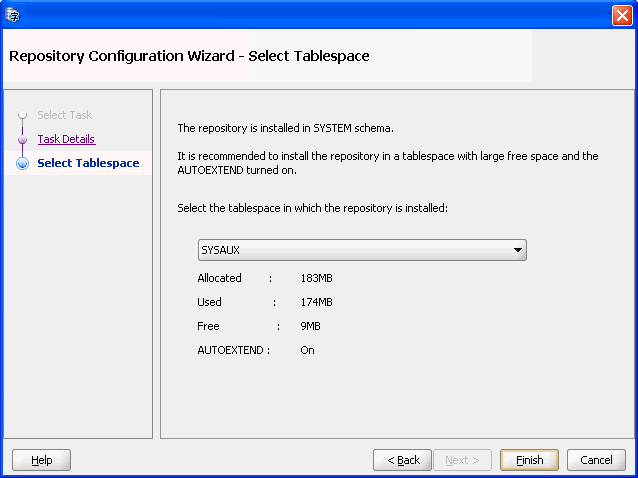 Repository Configuration Wizard - Select Tablespace
Select Task
Task Details
Select Tablespace
The repository is installed in SYSTEM schema.
It is recommended to install the repository in a tablespace with large free space and the
AUTOEXTEND turned on.
Select the tablespace in which the repository is installed:
SYSAUX
Allocated : 183MB
Used : 174MB
Free : 9MB
AUTOEXTEND : On
Help
< Back
Next >
Finish
Cancel